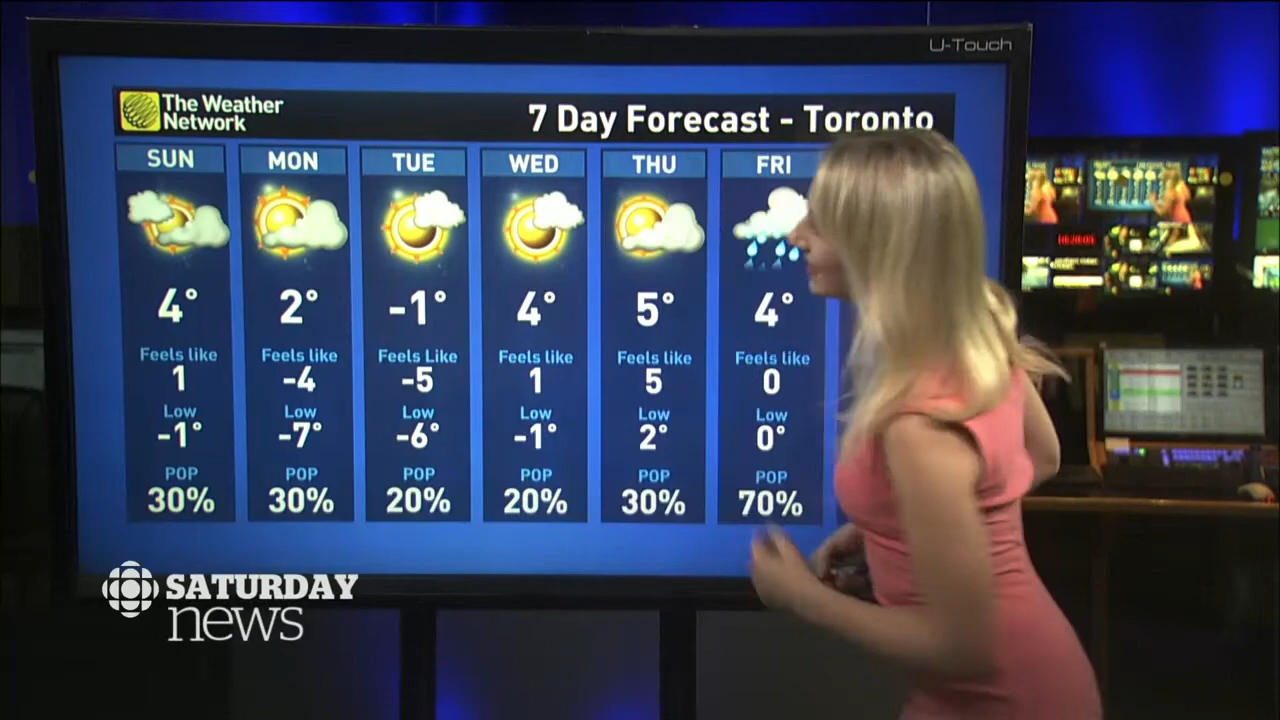 U-Touch
The Weather
Network
7 Day Forecast - Toronto
SUN MON TUE WED THU FRI
4° 2° -1° 4° 5° 4°
Feels like Feels like Feels Like Feels like Feels like Feels like
1 -4 -5 1 5 0
Low Low Low Low Low Low
-1° -7° -6° -1° 2° 0°
POP POP POP POP POP POP
30% 30% 20% 20% 30% 70%
SATURDAY
news